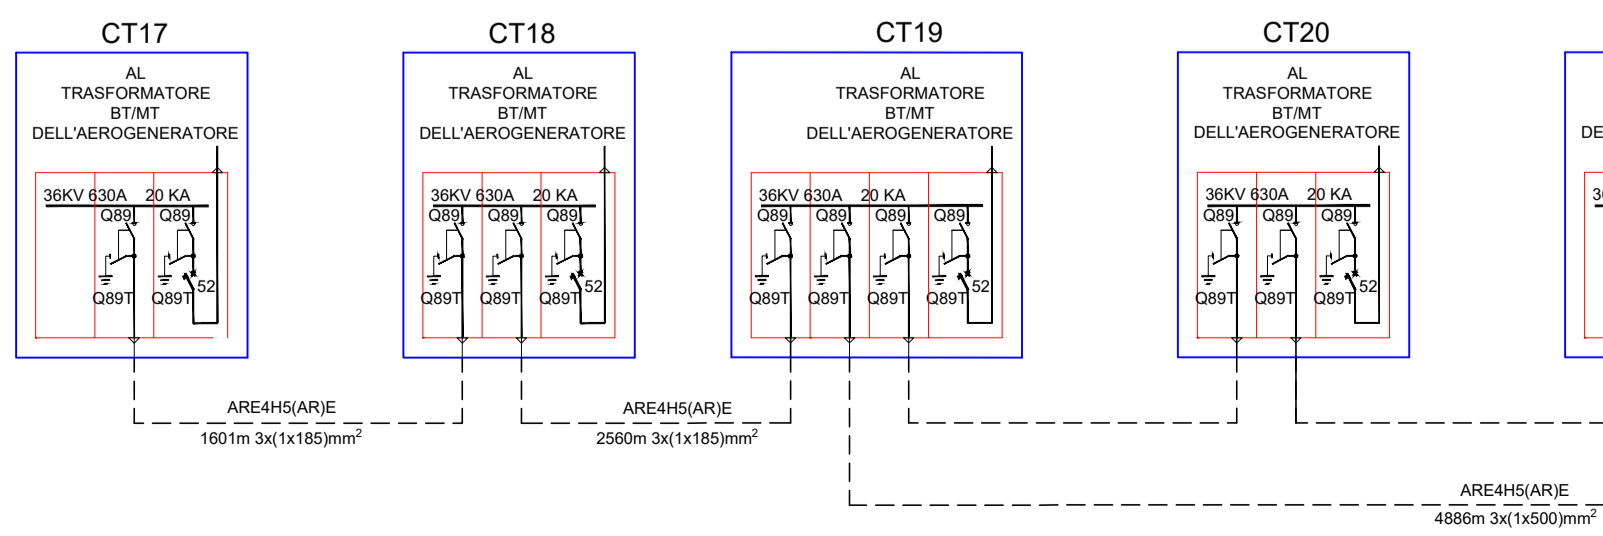 CT17
AL
TRASFORMATORE
BT/MT
DELL'AEROGENERATORE
36KV 630A 20 KA
Q89 Q89
52
Q89T Q89T
CT18
AL
TRASFORMATORE
BT/MT
DELL'AEROGENERATORE
36KV 630A 20 KA
Q89 Q89 Q89
52
Q89T Q89T Q89T
CT19
AL
TRASFORMATORE
BT/MT
DELL'AEROGENERATORE
36KV 630A 20 KA
Q89 Q89 Q89 Q89
52
Q89T Q89T Q89T Q89T
CT20
AL
TRASFORMATORE
BT/MT
DELL'AEROGENERATORE
36KV 630A 20 KA
Q89 Q89 Q89
52
Q89T Q89T Q89T
DE
ARE4H5(AR)E
1601m 3x(1x185)mm²
ARE4H5(AR)E
2560m 3x(1x185)mm²
ARE4H5(AR)E
4886m 3x(1x500)mm²